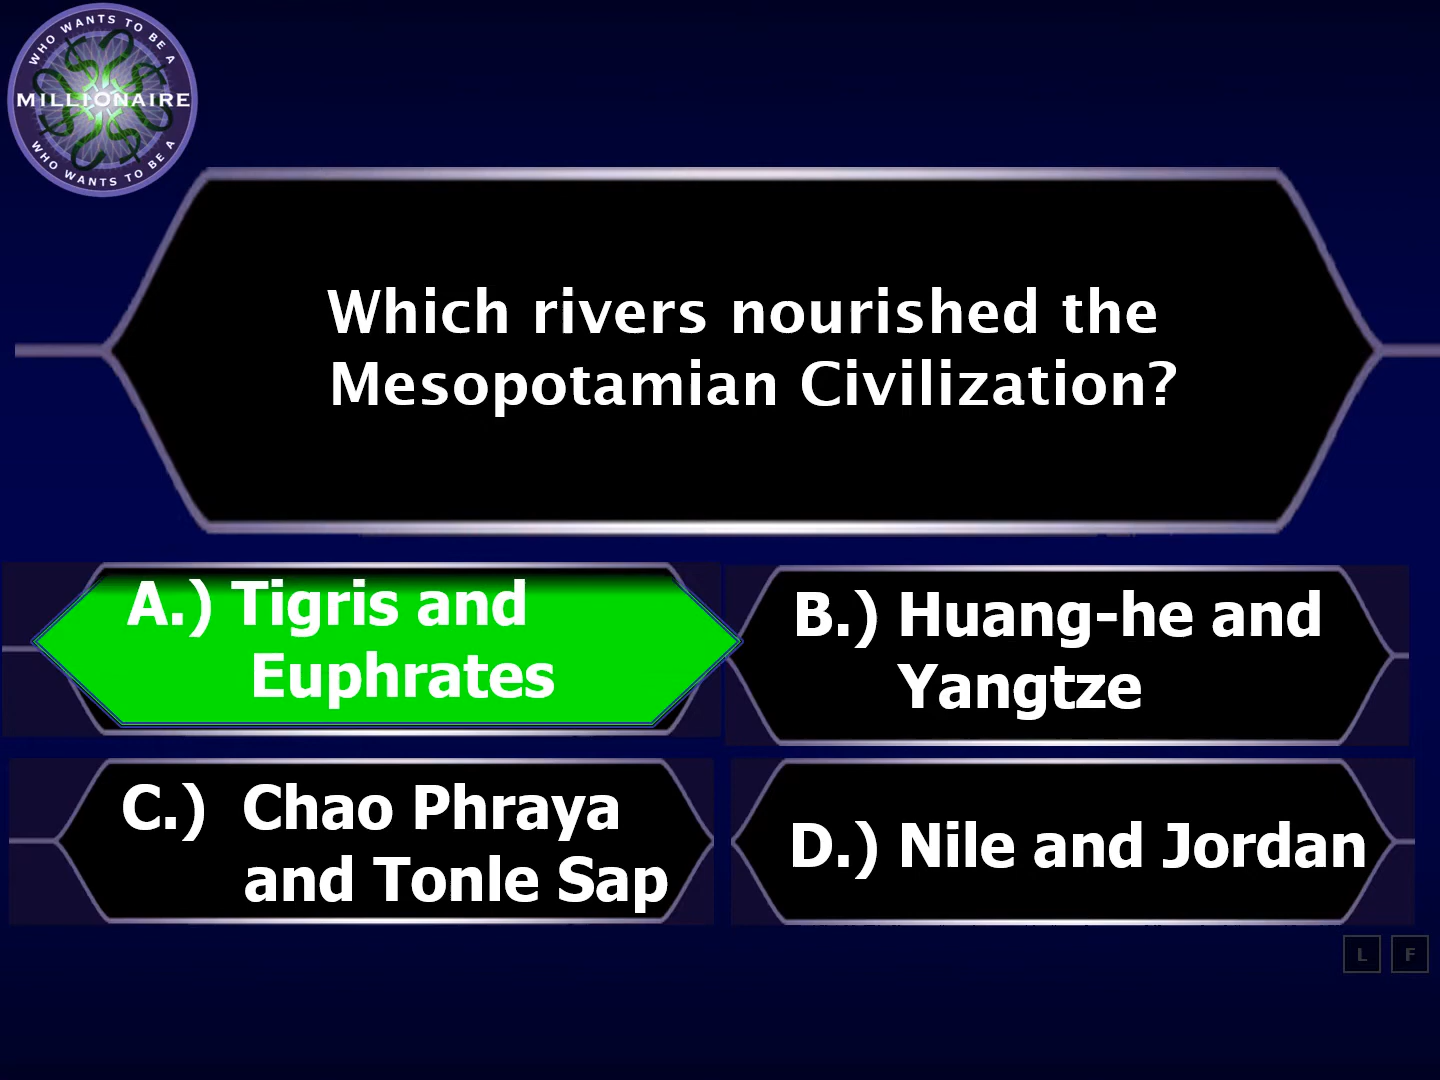 WHO WANTS TO BE A
MILLIONAIRE
WHO WANTS TO BE A
Which rivers nourished the
Mesopotamian Civilization?
A.) Tigris and
Euphrates
B.) Huang-he and
Yangtze
C.) Chao Phraya
and Tonle Sap
D.) Nile and Jordan
L F